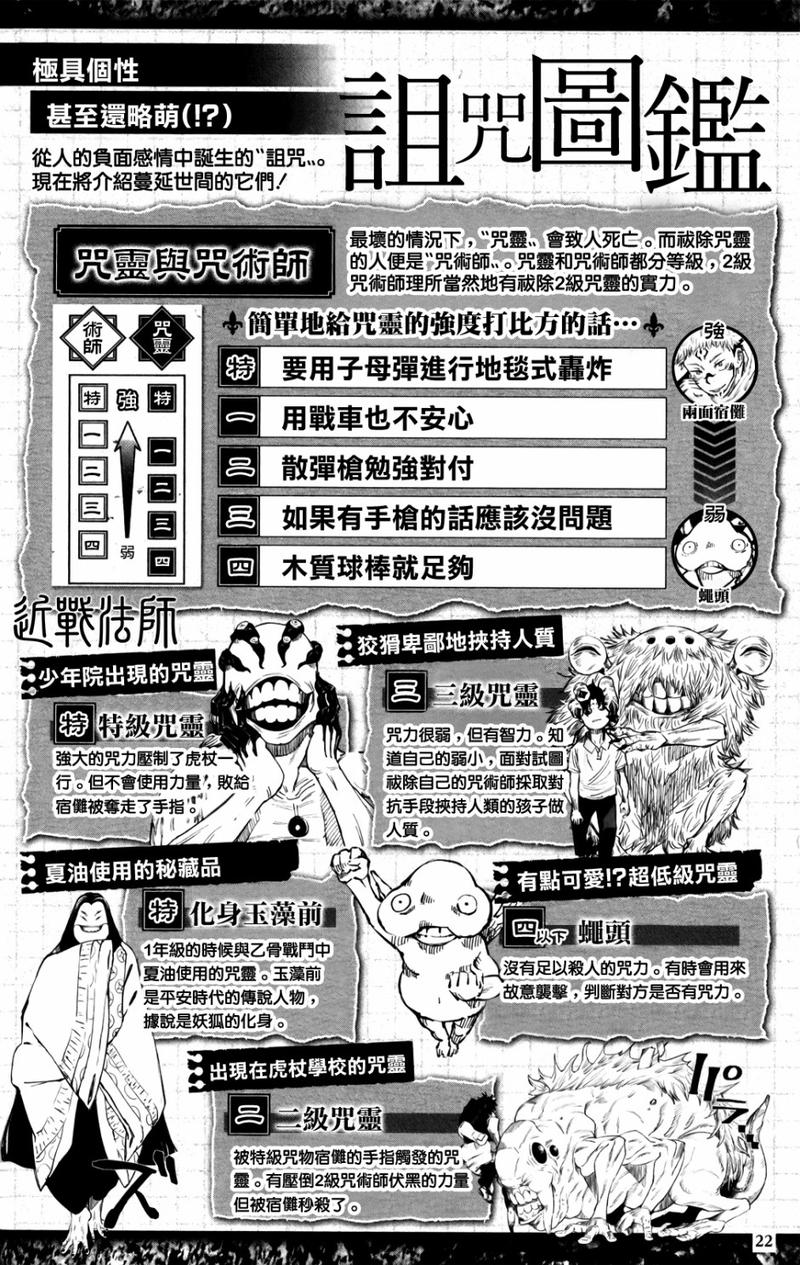 極具個性
甚至還略萌(!?)
詛咒圖鑑
從人的負面感情中誕生的〝詛咒〟。
現在將介紹蔓延世間的它們!
咒靈與咒術師
最壞的情況下,〝咒靈〟會致人死亡。而祓除咒靈
的人便是〝咒術師〟。咒靈和咒術師都分等級,2級
咒術師理所當然地有祓除2級咒靈的實力。
術師
咒靈
特 強 特
一
一
二
二
三
三
四
弱
四
簡單地給咒靈的強度打比方的話…
特 要用子母彈進行地毯式轟炸
一 用戰車也不安心
二 散彈槍勉強對付
三 如果有手槍的話應該沒問題
四 木質球棒就足夠
強
兩面宿儺
弱
蠅頭
近戰法師
少年院出現的咒靈
特 特級咒靈
強大的咒力壓制了虎杖一
行。但不會使用力量,敗給
宿儺被奪走了手指。
狡猾卑鄙地挾持人質
三 三級咒靈
咒力很弱,但有智力。知
道自己的弱小,面對試圖
祓除自己的咒術師採取對
抗手段挾持人類的孩子做
人質。
夏油使用的秘藏品
特 化身玉藻前
1年級的時候與乙骨戰鬥中
夏油使用的咒靈。玉藻前
是平安時代的傳說人物,
據說是妖狐的化身。
有點可愛!?超低級咒靈
四以下 蠅頭
沒有足以殺人的咒力。有時會用來
故意襲擊,判斷對方是否有咒力。
出現在虎杖學校的咒靈
二 二級咒靈
被特級咒物宿儺的手指觸發的咒
靈。有壓倒2級咒術師伏黑的力量
但被宿儺秒殺了。
22